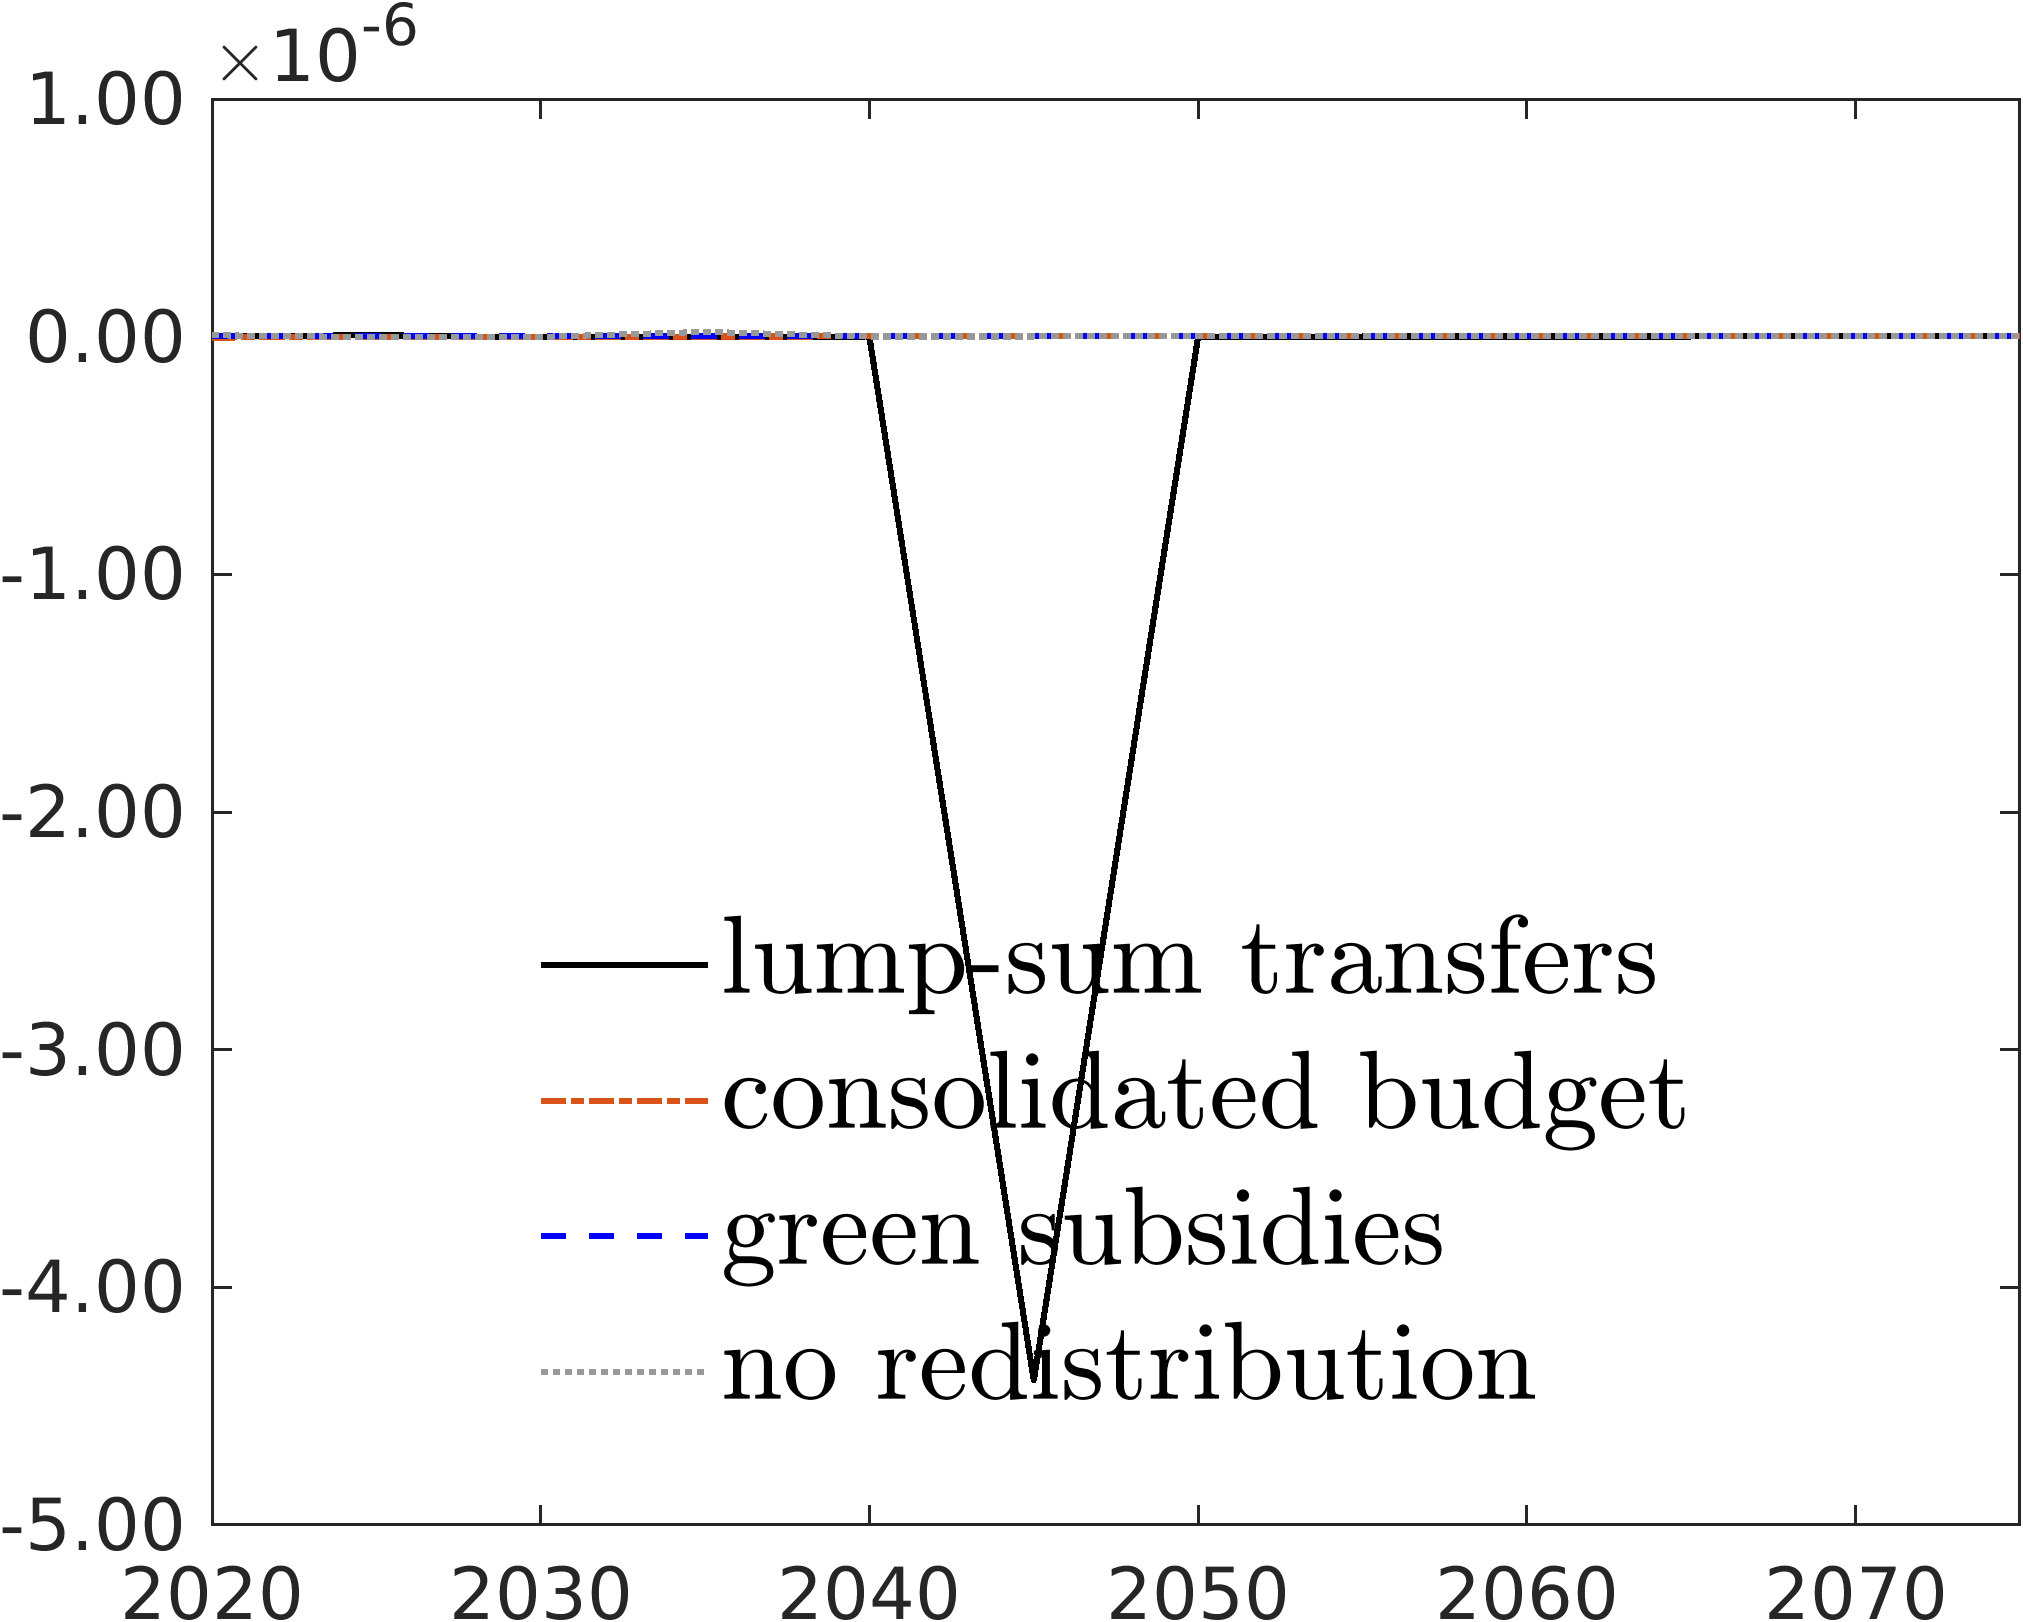 ×10-6
1.00
0.00
-1.00
-2.00
-3.00
-4.00
-5.00
lump-sum transfers
consolidated budget
green subsidies
no redistribution
2020 2030 2040 2050 2060 2070